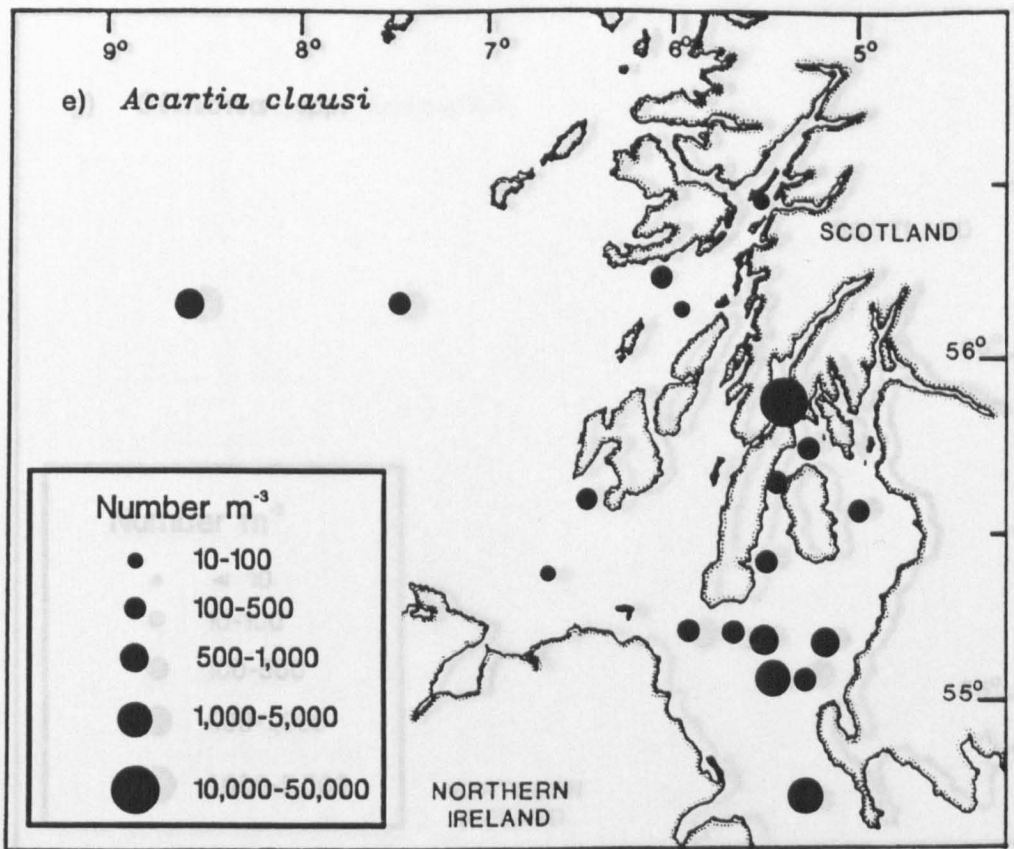 9° 8° 7° 6° 5°
e) Acartia clausi
SCOTLAND
56°
Number m⁻³
10-100
100-500
500-1,000
1,000-5,000
10,000-50,000
55°
NORTHERN
IRELAND